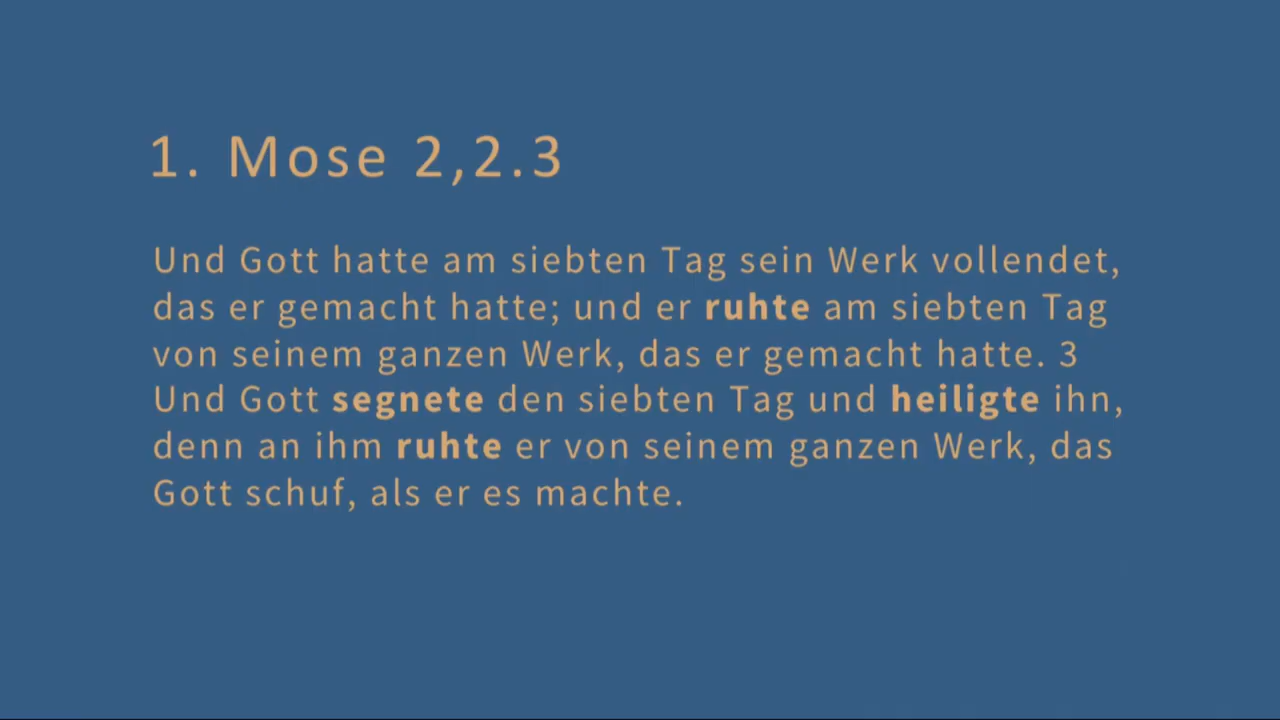 1. Mose 2,2.3
Und Gott hatte am siebten Tag sein Werk vollendet,
das er gemacht hatte; und er ruhte am siebten Tag
von seinem ganzen Werk, das er gemacht hatte. 3
Und Gott segnete den siebten Tag und heiligte ihn,
denn an ihm ruhte er von seinem ganzen Werk, das
Gott schuf, als er es machte.